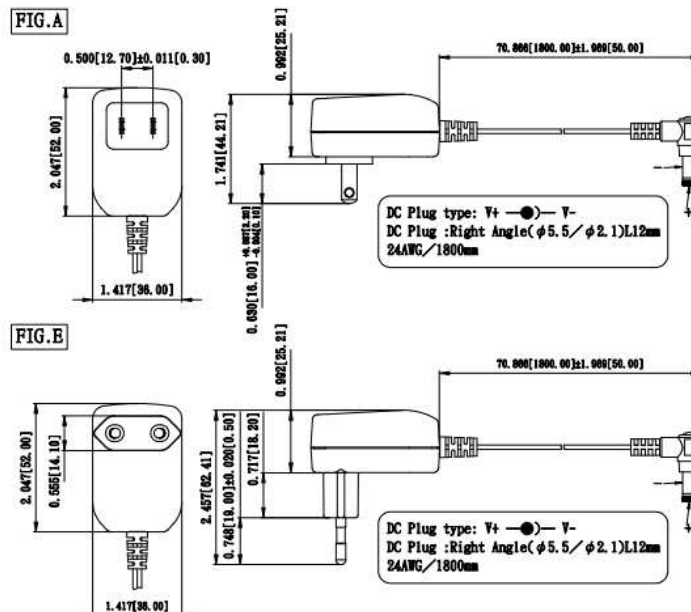 FIG.A
0.500[12.70]±0.011[0.30]
2.047[52.00]
1.417[36.00]
0.992[25.21]
1.741[44.21]
0.630[16.00]
70.866[1800.00]±1.969[50.00]
DC Plug type: V+ V-
DC Plug :Right Angle(φ5.5/φ2.1)L12mm
24AWG/1800mm
FIG.E
2.047[52.00]
0.555[14.10]
1.417[36.00]
0.992[25.21]
2.457[62.41]
0.748[19.00]±0.020[0.50]
0.717[18.20]
70.866[1800.00]±1.969[50.00]
DC Plug type: V+ V-
DC Plug :Right Angle(φ5.5/φ2.1)L12mm
24AWG/1800mm